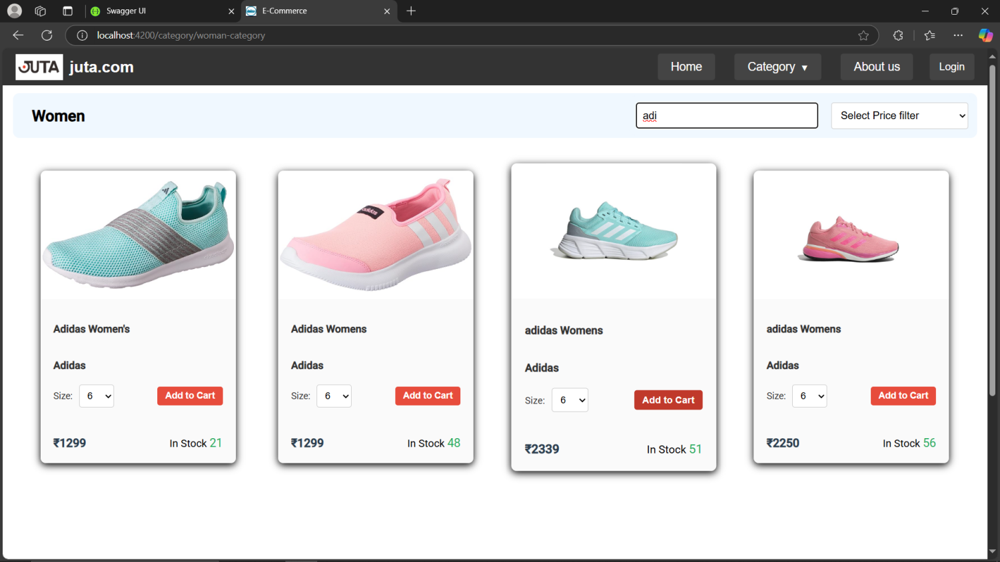 Swagger UI
E-Commerce
localhost:4200/category/woman-category
JUTA juta.com
Home
Category ▼
About us
Login
Women
adi
Select Price filter
adidas
Adidas Women's
Adidas
Size: 6 Add to Cart
₹1299 In Stock 21
Adidas Womens
Adidas
Size: 6 Add to Cart
₹1299 In Stock 48
adidas Womens
Adidas
Size: 6 Add to Cart
₹2339 In Stock 51
adidas Womens
Adidas
Size: 6 Add to Cart
₹2250 In Stock 56